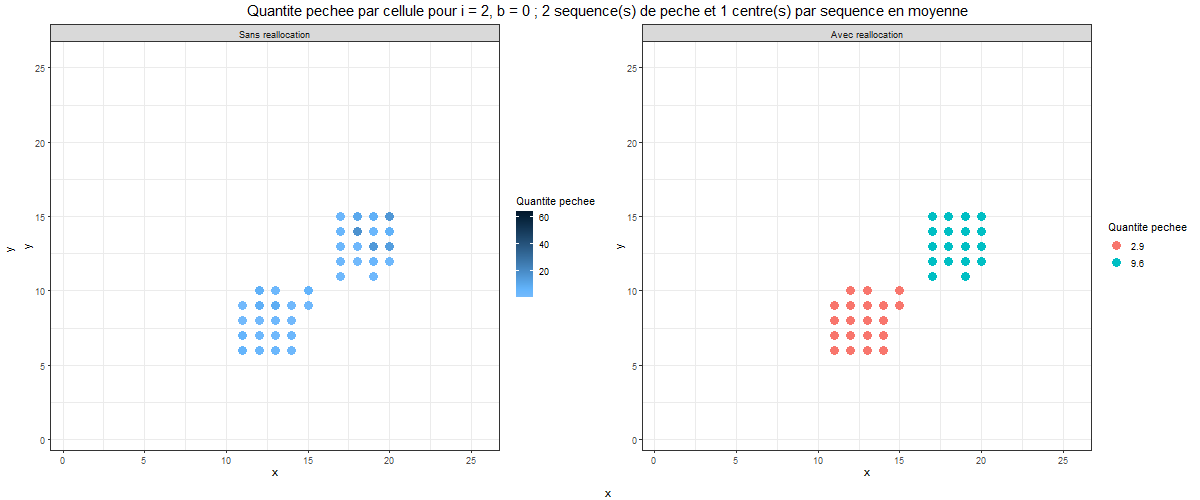 Quantite pechee par cellule pour i = 2, b = 0 ; 2 sequence(s) de peche et 1 centre(s) par sequence en moyenne
Sans reallocation
25
20
15
10
5
0
y
y
0 5 10 15 20 25
x
Quantite pechee
60
40
20
Avec reallocation
25
20
15
10
5
0
y
0 5 10 15 20 25
x
Quantite pechee
2.9
9.6
x